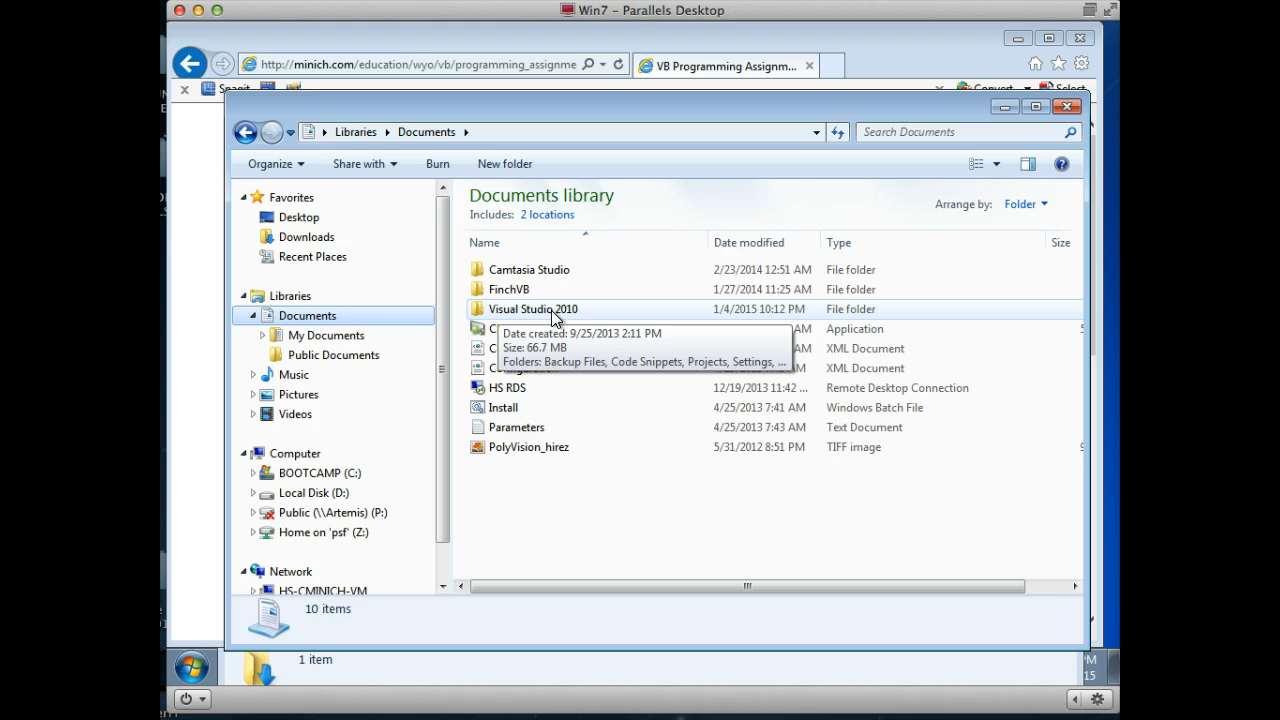 Win7 - Parallels Desktop
http://minich.com/education/wyo/vb/programming_assignme
VB Programming Assignm...
Snagit
Convert
Select
Libraries
Documents
Search Documents
Organize
Share with
Burn
New folder
Favorites
Desktop
Downloads
Recent Places
Libraries
Documents
My Documents
Public Documents
Music
Pictures
Videos
Computer
BOOTCAMP (C:)
Local Disk (D:)
Public (\\Artemis) (P:)
Home on 'psf' (Z:)
Network
HS-CMINICH-VM
Documents library
Includes: 2 locations
Arrange by: Folder
Name Date modified Type Size
Camtasia Studio 2/23/2014 12:51 AM File folder
FinchVB 1/27/2014 11:25 AM File folder
Visual Studio 2010 1/4/2015 10:12 PM File folder
Application
XML Document
XML Document
Date created: 9/25/2013 2:11 PM
Size: 66.7 MB
Folders: Backup Files, Code Snippets, Projects, Settings, ...
HS RDS 12/19/2013 11:42 ... Remote Desktop Connection
Install 4/25/2013 7:41 AM Windows Batch File
Parameters 4/25/2013 7:43 AM Text Document
PolyVision_hirez 5/31/2012 8:51 PM TIFF image
10 items
1 item
PM
15